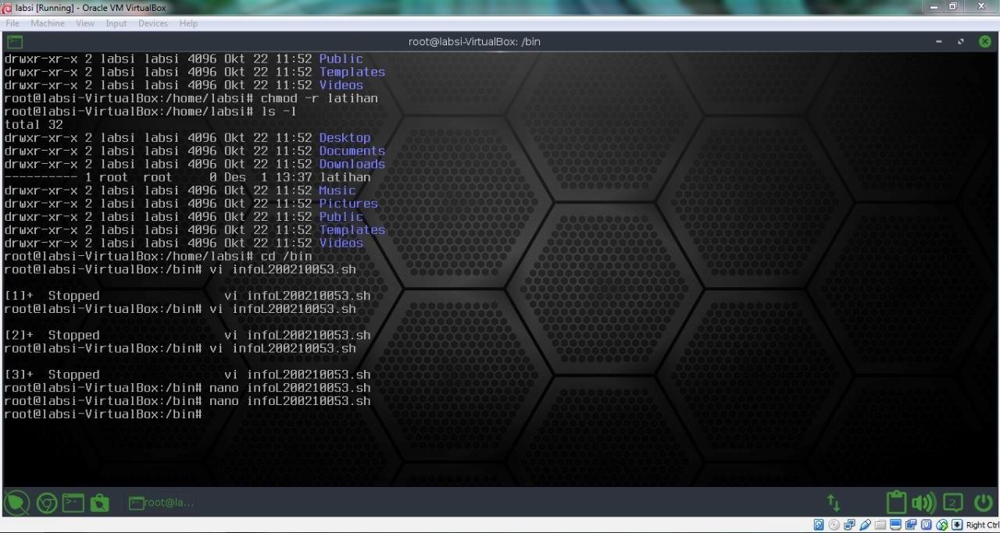 labsi [Running] - Oracle VM VirtualBox
File Machine View Input Devices Help
root@labsi-VirtualBox: /bin
drwxr-xr-x 2 labsi labsi 4096 Okt 22 11:52 Public
drwxr-xr-x 2 labsi labsi 4096 Okt 22 11:52 Templates
drwxr-xr-x 2 labsi labsi 4096 Okt 22 11:52 Videos
root@labsi-VirtualBox:/home/labsi# chmod -r latihan
root@labsi-VirtualBox:/home/labsi# ls -l
total 32
drwxr-xr-x 2 labsi labsi 4096 Okt 22 11:52 Desktop
drwxr-xr-x 2 labsi labsi 4096 Okt 22 11:52 Documents
drwxr-xr-x 2 labsi labsi 4096 Okt 22 11:52 Downloads
---------- 1 root  root     0 Des  1 13:37 latihan
drwxr-xr-x 2 labsi labsi 4096 Okt 22 11:52 Music
drwxr-xr-x 2 labsi labsi 4096 Okt 22 11:52 Pictures
drwxr-xr-x 2 labsi labsi 4096 Okt 22 11:52 Public
drwxr-xr-x 2 labsi labsi 4096 Okt 22 11:52 Templates
drwxr-xr-x 2 labsi labsi 4096 Okt 22 11:52 Videos
root@labsi-VirtualBox:/home/labsi# cd /bin
root@labsi-VirtualBox:/bin# vi infoL200210053.sh
[1]+  Stopped                 vi infoL200210053.sh
root@labsi-VirtualBox:/bin# vi infoL200210053.sh
[2]+  Stopped                 vi infoL200210053.sh
root@labsi-VirtualBox:/bin# vi infoL200210053.sh
[3]+  Stopped                 vi infoL200210053.sh
root@labsi-VirtualBox:/bin# nano infoL200210053.sh
root@labsi-VirtualBox:/bin# nano infoL200210053.sh
root@labsi-VirtualBox:/bin#
root@la...
2
Right Ctrl